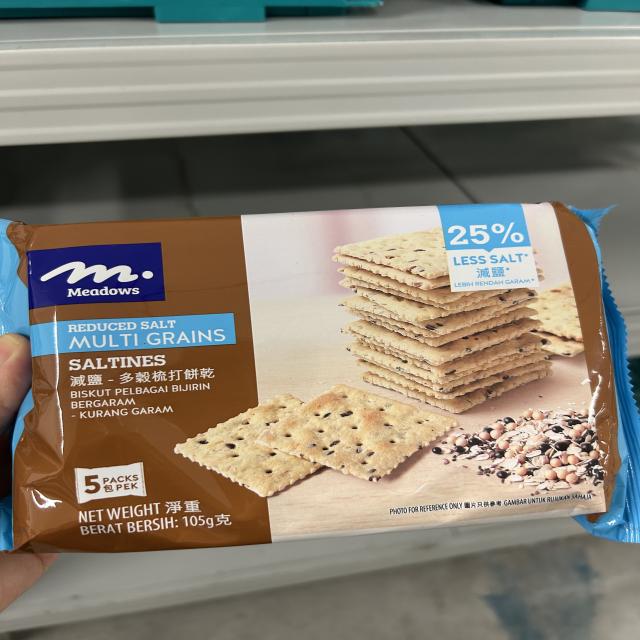 m.
Meadows
REDUCED SALT
MULTI GRAINS
SALTINES
減鹽 - 多穀梳打餅乾
BISKUT PELBAGAI BIJIRIN
BERGARAM
- KURANG GARAM
5 PACKS
包 PEK
NET WEIGHT 淨重
BERAT BERSIH: 105g克
25%
LESS SALT*
減鹽*
LEBIH RENDAH GARAM*
PHOTO FOR REFERENCE ONLY 圖片只供參考 GAMBAR UNTUK RUJUKAN SAHAJA